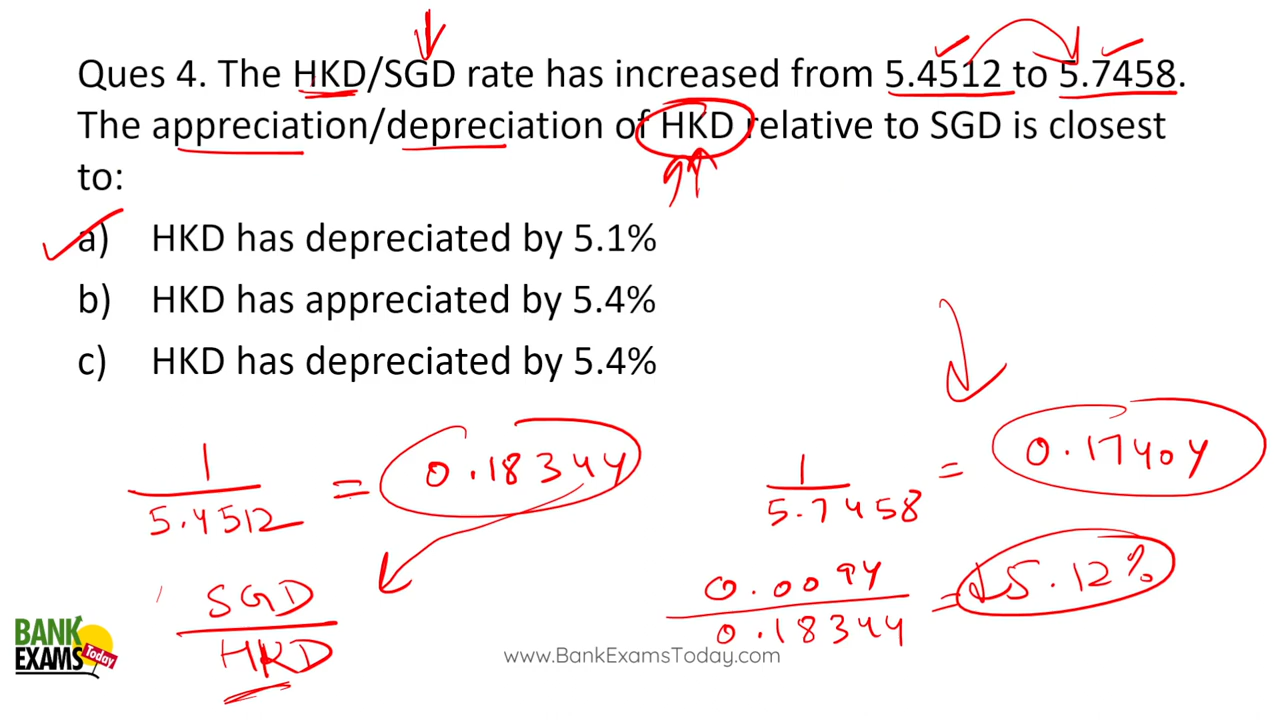 Ques 4. The HKD/SGD rate has increased from 5.4512 to 5.7458.
The appreciation/depreciation of HKD relative to SGD is closest
to:
a) HKD has depreciated by 5.1%
b) HKD has appreciated by 5.4%
c) HKD has depreciated by 5.4%
1
5.4512
= 0.18344
1
5.7458
= 0.17404
SGD
HKD
0.0094
0.18344
= ↓5.12%
BANK
EXAMS Today
www.BankExamsToday.com